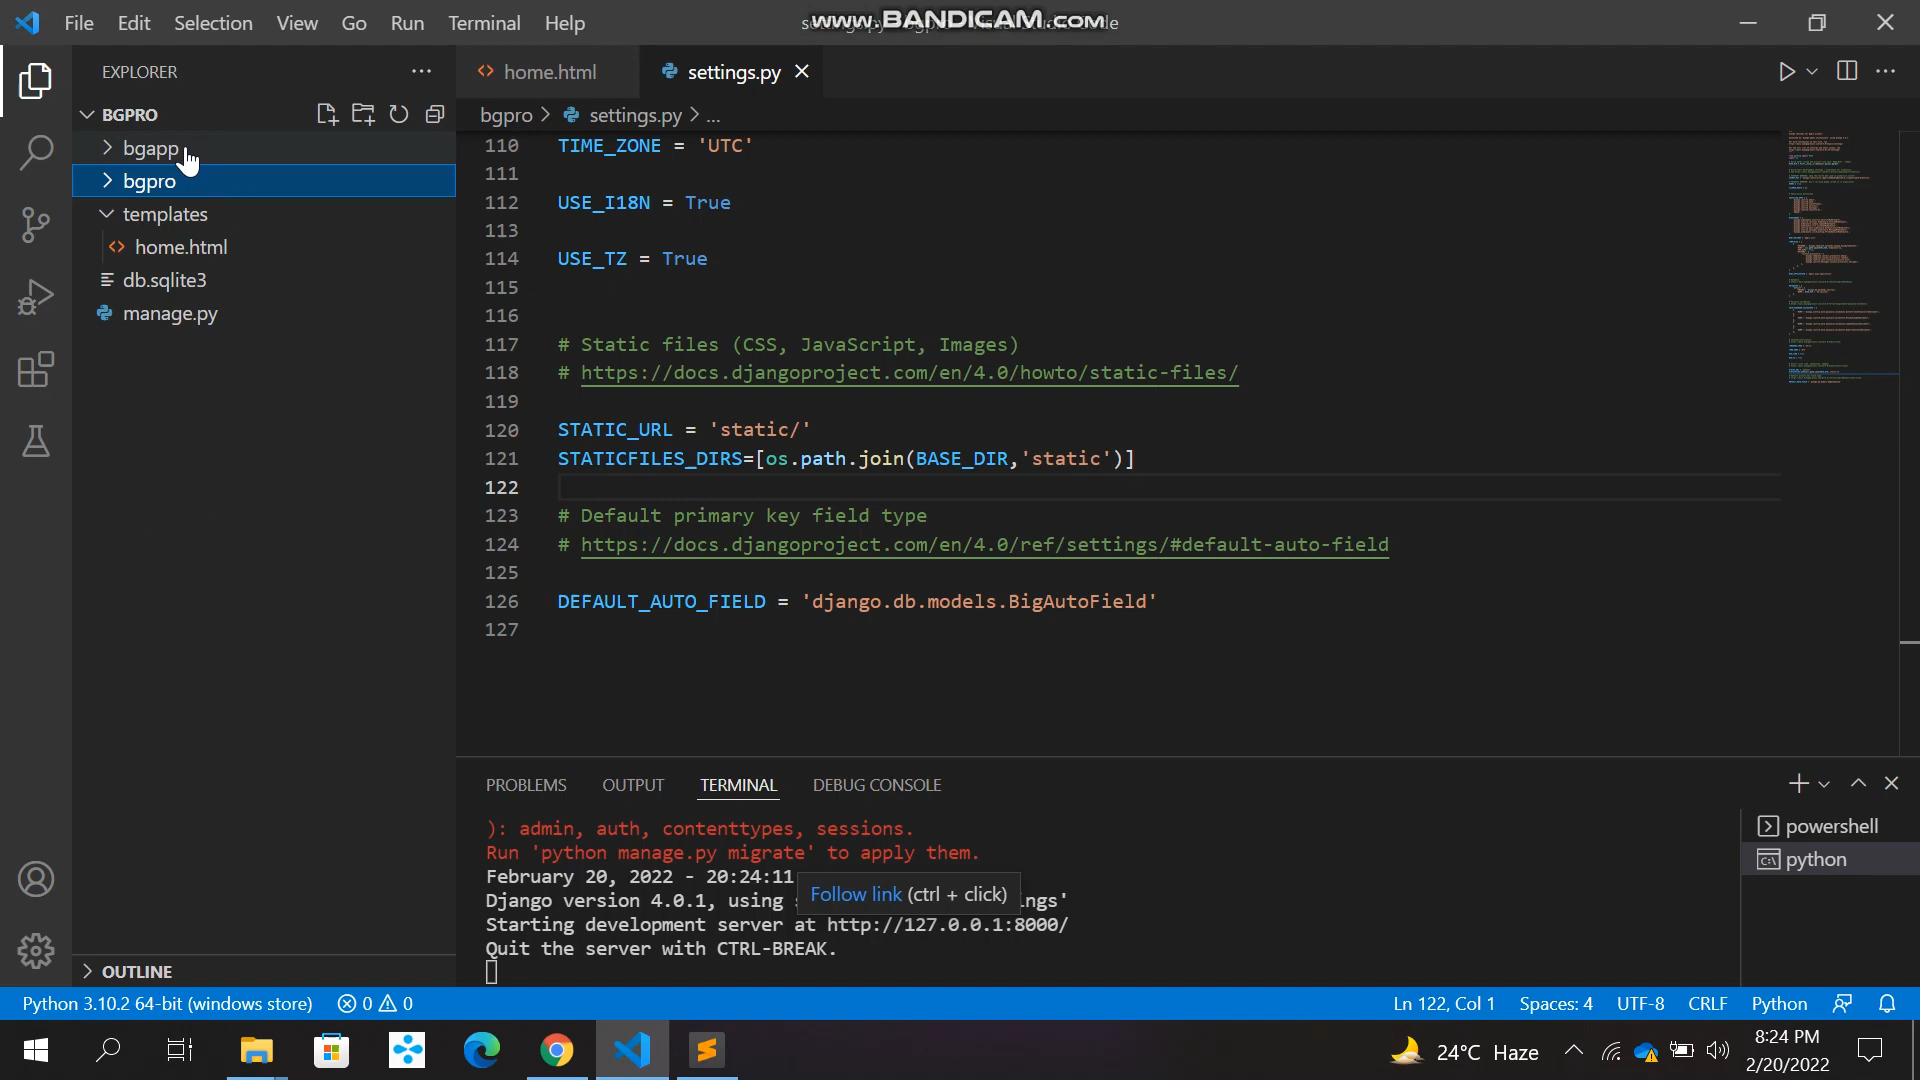 File Edit Selection View Go Run Terminal Help
www.BANDICAM.com
EXPLORER
home.html
settings.py
BGPRO
bgpro > settings.py > ...
bgapp
bgpro
templates
home.html
db.sqlite3
manage.py
110 TIME_ZONE = 'UTC'
111
112 USE_I18N = True
113
114 USE_TZ = True
115
116
117 # Static files (CSS, JavaScript, Images)
118 # https://docs.djangoproject.com/en/4.0/howto/static-files/
119
120 STATIC_URL = 'static/'
121 STATICFILES_DIRS=[os.path.join(BASE_DIR,'static')]
122
123 # Default primary key field type
124 # https://docs.djangoproject.com/en/4.0/ref/settings/#default-auto-field
125
126 DEFAULT_AUTO_FIELD = 'django.db.models.BigAutoField'
127
PROBLEMS OUTPUT TERMINAL DEBUG CONSOLE
): admin, auth, contenttypes, sessions.
Run 'python manage.py migrate' to apply them.
February 20, 2022 - 20:24:11
Follow link (ctrl + click)
Django version 4.0.1, using ings'
Starting development server at http://127.0.0.1:8000/
Quit the server with CTRL-BREAK.
powershell
python
OUTLINE
Python 3.10.2 64-bit (windows store) 0 0
Ln 122, Col 1 Spaces: 4 UTF-8 CRLF Python
24°C Haze
8:24 PM
2/20/2022